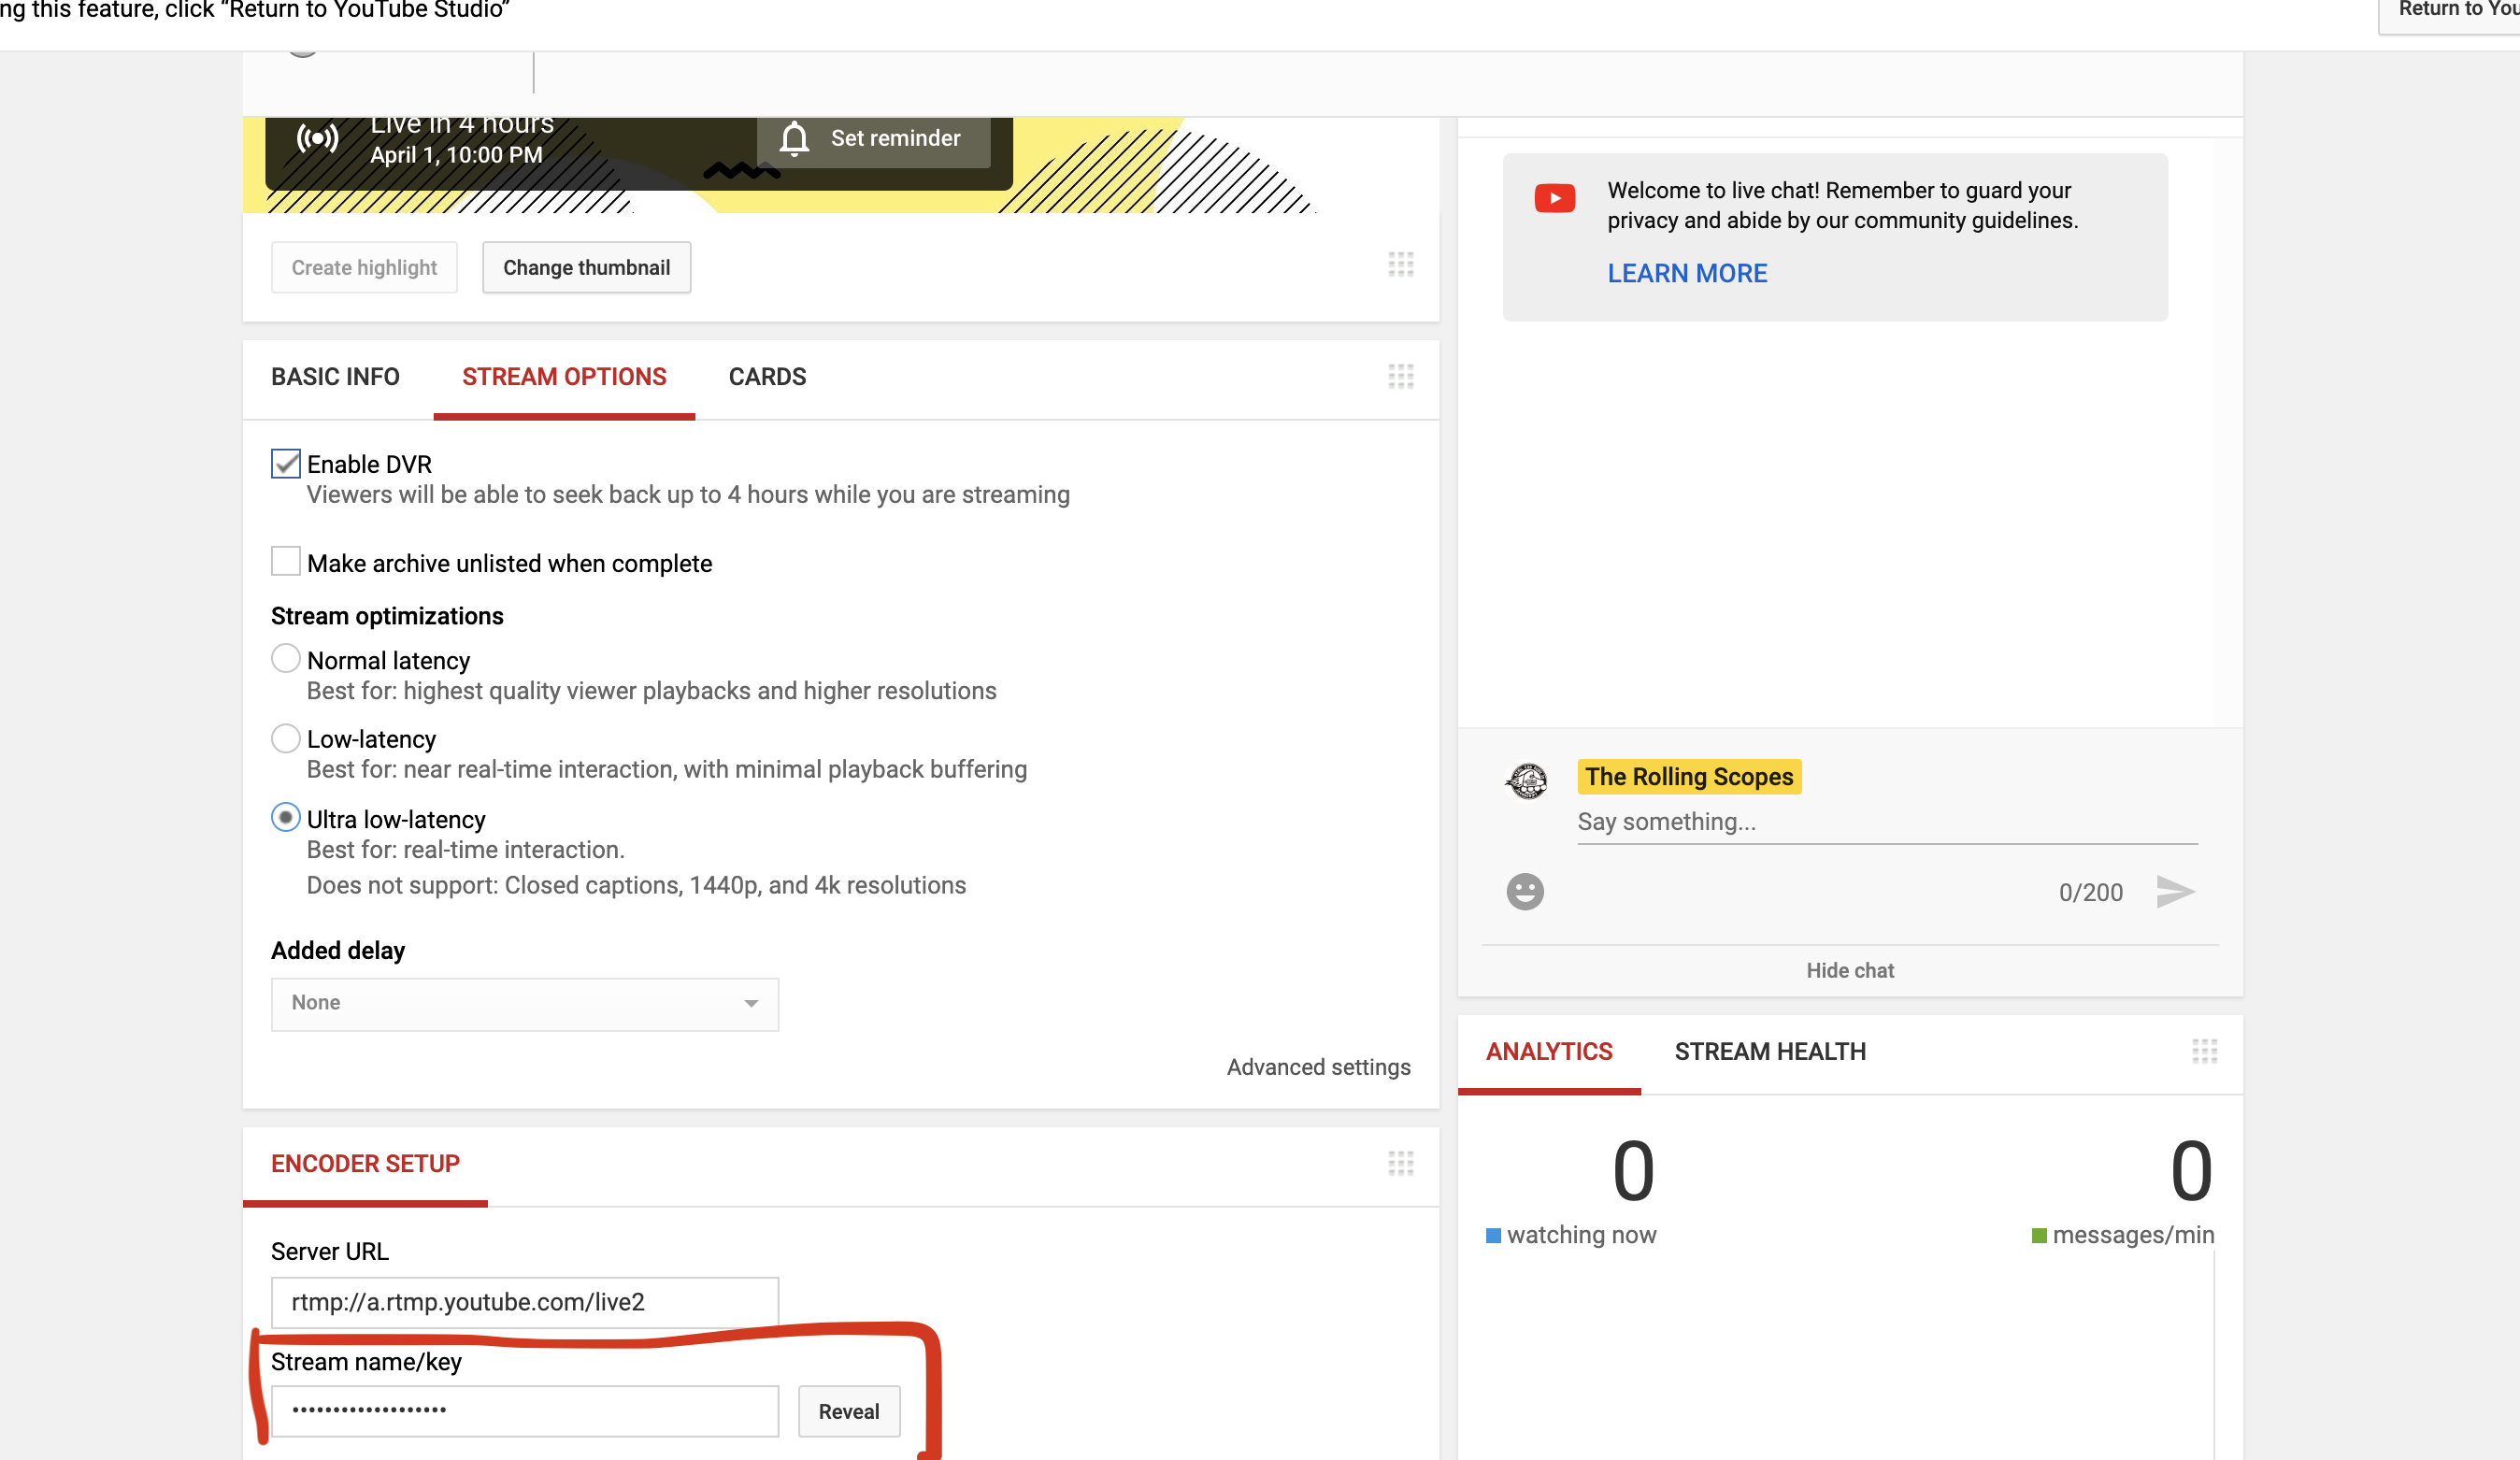 ng this feature, click “Return to YouTube Studio”
Return to You
Live in 4 hours
April 1, 10:00 PM
Set reminder
Create highlight
Change thumbnail
BASIC INFO
STREAM OPTIONS
CARDS
Enable DVR
Viewers will be able to seek back up to 4 hours while you are streaming
Make archive unlisted when complete
Stream optimizations
Normal latency
Best for: highest quality viewer playbacks and higher resolutions
Low-latency
Best for: near real-time interaction, with minimal playback buffering
Ultra low-latency
Best for: real-time interaction.
Does not support: Closed captions, 1440p, and 4k resolutions
Added delay
None
Advanced settings
ENCODER SETUP
Server URL
rtmp://a.rtmp.youtube.com/live2
Stream name/key
•••••••••••••••••••
Reveal
Welcome to live chat! Remember to guard your
privacy and abide by our community guidelines.
LEARN MORE
The Rolling Scopes
Say something...
0/200
Hide chat
ANALYTICS
STREAM HEALTH
0
watching now
0
messages/min